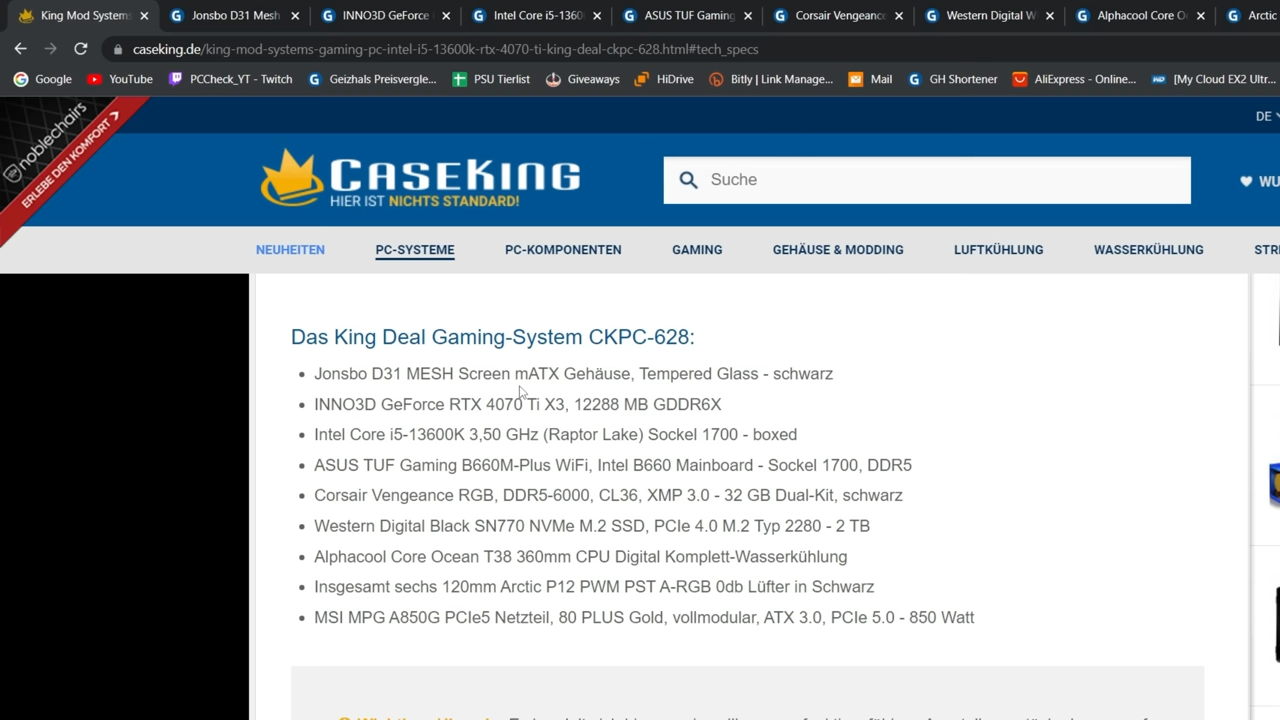 King Mod Systems
Jonsbo D31 Mesh
INNO3D GeForce
Intel Core i5-1360
ASUS TUF Gaming
Corsair Vengeance
Western Digital W
Alphacool Core O
Arctic
caseking.de/king-mod-systems-gaming-pc-intel-i5-13600k-rtx-4070-ti-king-deal-ckpc-628.html#tech_specs
Google YouTube PCCheck_YT - Twitch Geizhals Preisvergle... PSU Tierlist Giveaways HiDrive Bitly | Link Manage... Mail GH Shortener AliExpress - Online... [My Cloud EX2 Ultr...
noblechairs
ERLEBE DEN KOMFORT
DE
CASEKING
HIER IST NICHTS STANDARD!
Suche
WU
NEUHEITEN PC-SYSTEME PC-KOMPONENTEN GAMING GEHÄUSE & MODDING LUFTKÜHLUNG WASSERKÜHLUNG STRE
Das King Deal Gaming-System CKPC-628:
Jonsbo D31 MESH Screen mATX Gehäuse, Tempered Glass - schwarz
INNO3D GeForce RTX 4070 Ti X3, 12288 MB GDDR6X
Intel Core i5-13600K 3,50 GHz (Raptor Lake) Sockel 1700 - boxed
ASUS TUF Gaming B660M-Plus WiFi, Intel B660 Mainboard - Sockel 1700, DDR5
Corsair Vengeance RGB, DDR5-6000, CL36, XMP 3.0 - 32 GB Dual-Kit, schwarz
Western Digital Black SN770 NVMe M.2 SSD, PCIe 4.0 M.2 Typ 2280 - 2 TB
Alphacool Core Ocean T38 360mm CPU Digital Komplett-Wasserkühlung
Insgesamt sechs 120mm Arctic P12 PWM PST A-RGB 0db Lüfter in Schwarz
MSI MPG A850G PCIe5 Netzteil, 80 PLUS Gold, vollmodular, ATX 3.0, PCIe 5.0 - 850 Watt